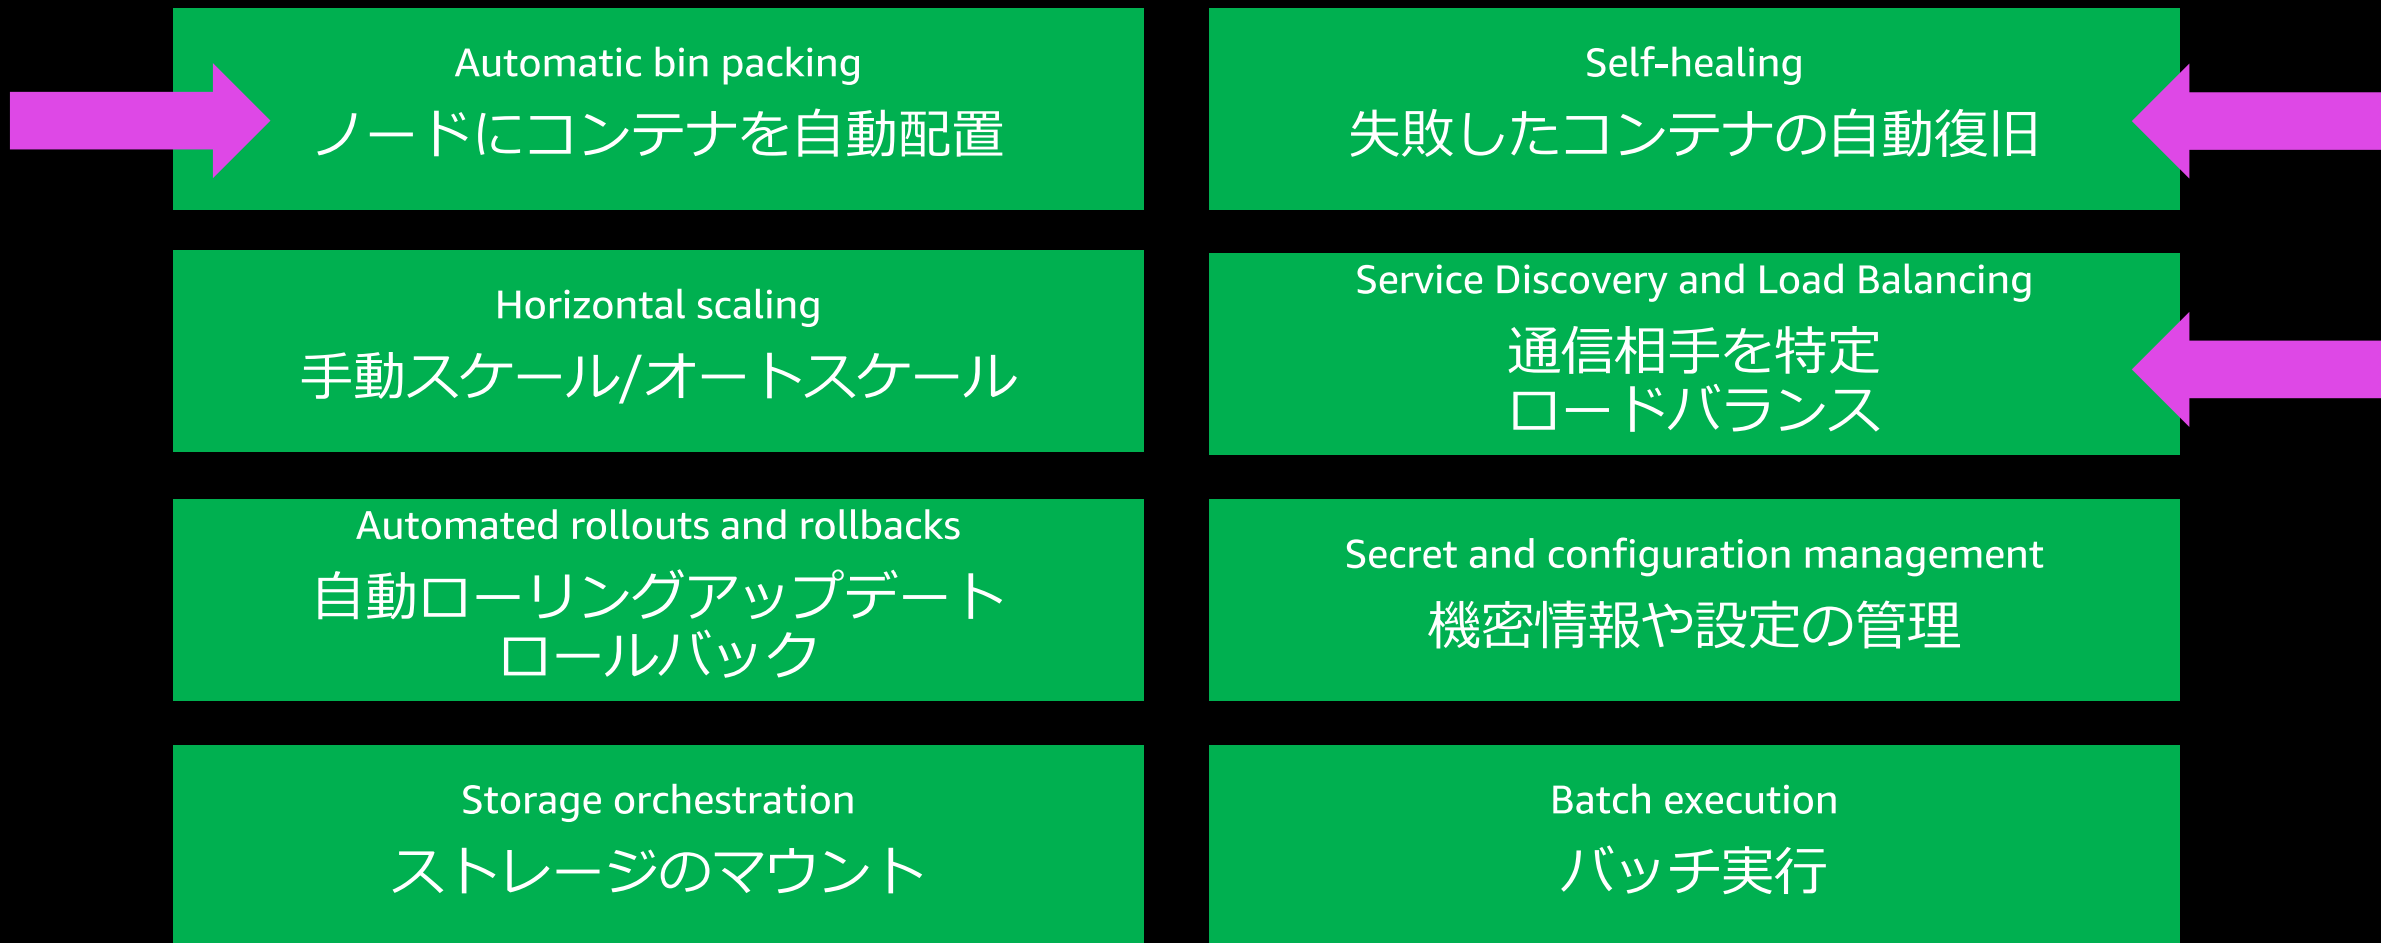 Automatic bin packing
ノードにコンテナを自動配置
Self-healing
失敗したコンテナの自動復旧
Horizontal scaling
手動スケール/オートスケール
Service Discovery and Load Balancing
通信相手を特定
ロードバランス
Automated rollouts and rollbacks
自動ローリングアップデート
ロールバック
Secret and configuration management
機密情報や設定の管理
Storage orchestration
ストレージのマウント
Batch execution
バッチ実行